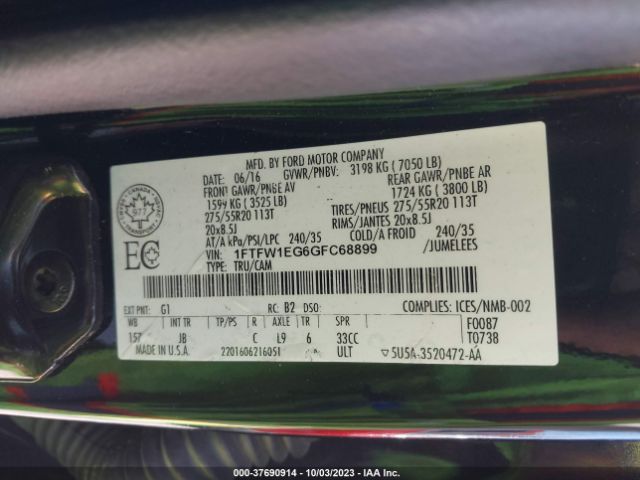 MFD. BY FORD MOTOR COMPANY
DATE: 06/16 GVWR/PNBV: 3198 KG ( 7050 LB)
FRONT GAWR/PNBE AV REAR GAWR/PNBE AR
1599 KG ( 3525 LB) 1724 KG ( 3800 LB)
275/55R20 113T TIRES/PNEUS 275/55R20 113T
20x8.5J RIMS/JANTES 20x8.5J
AT/A kPa/PSI/LPC 240/35 COLD/A FROID 240/35
VIN: 1FTFW1EG6GFC68899 /JUMELEES
TYPE: TRU/CAM
CANADA
977
EC
EXT PNT: G1 RC: B2 DSO: COMPLIES: ICES/NMB-002
WB INT TR TP/PS R AXLE TR SPR F0087
157 JB C L9 6 33CC T0738
MADE IN U.S.A. 2201606216051 ULT ▽5U5A-3520472-AA
000-37690914 - 10/03/2023 - IAA Inc.